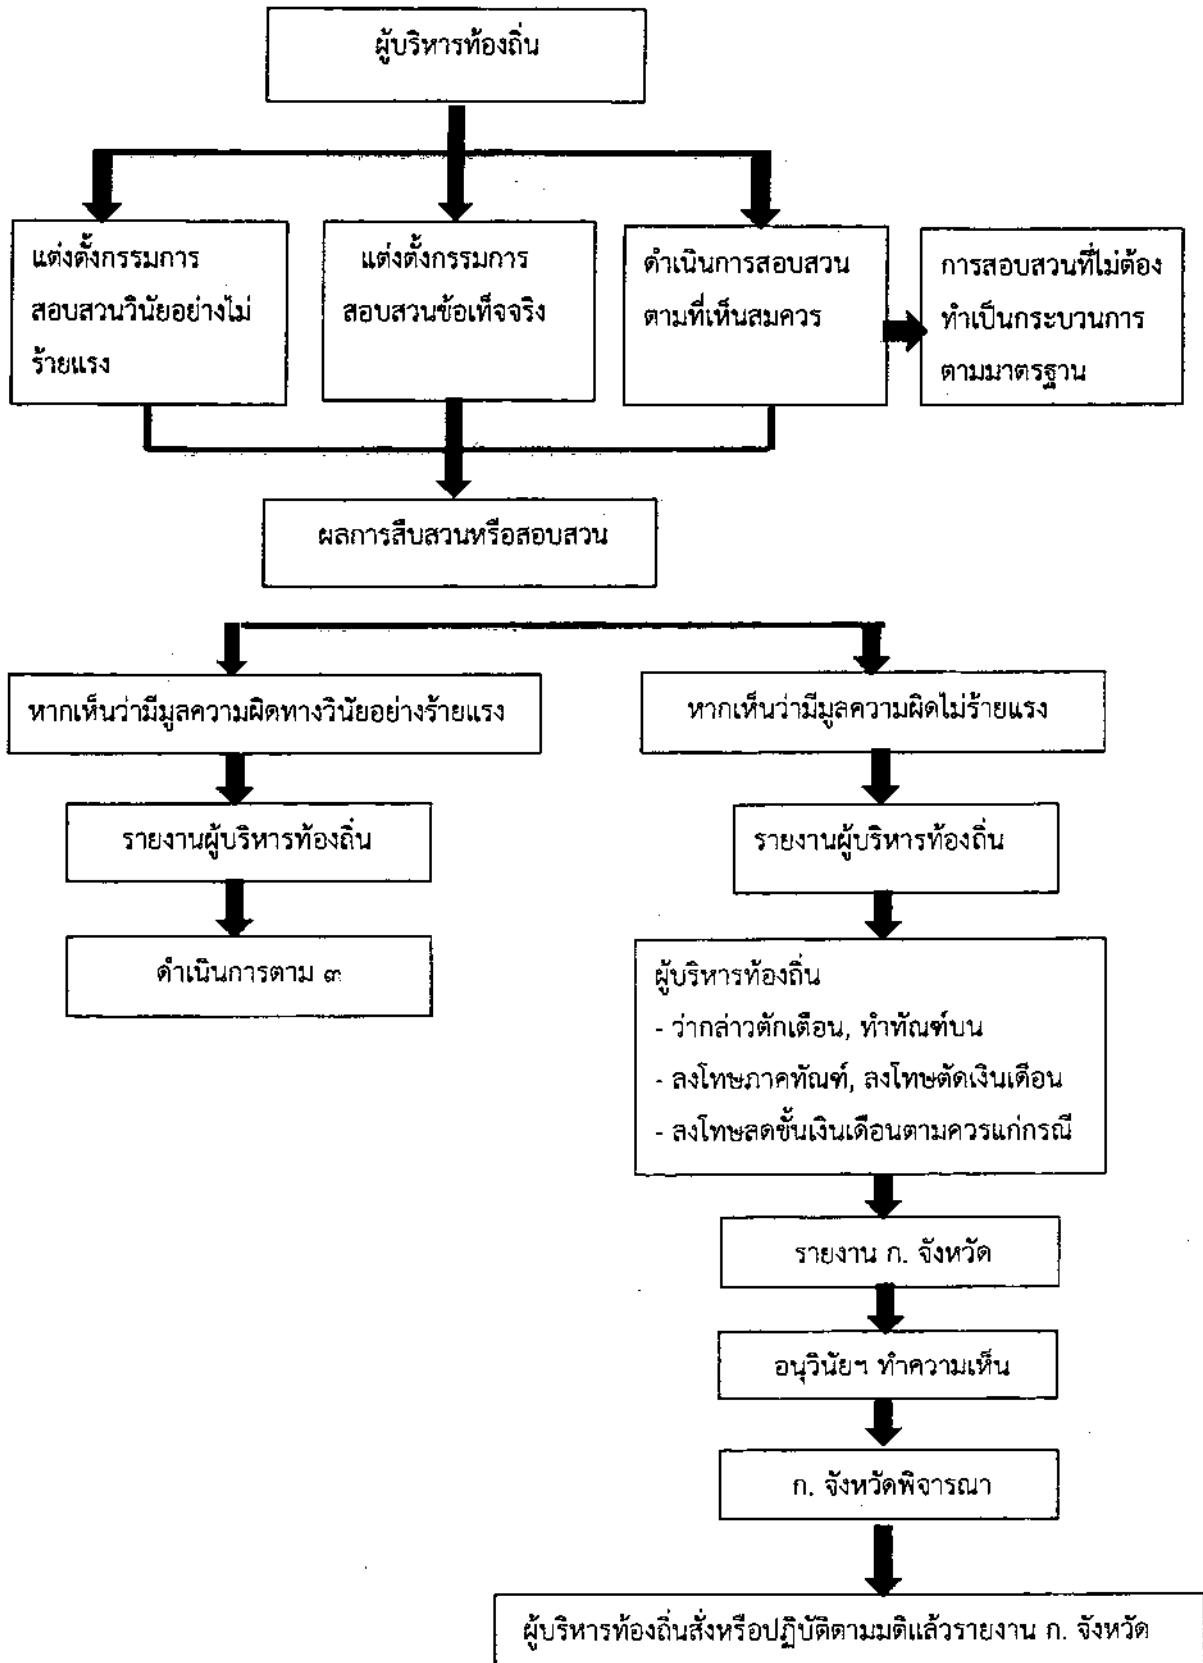 ผู้บริหารท้องถิ่น
แต่งตั้งกรรมการ
สอบสวนวินัยอย่างไม่
ร้ายแรง
แต่งตั้งกรรมการ
สอบสวนข้อเท็จจริง
ดำเนินการสอบสวน
ตามที่เห็นสมควร
การสอบสวนที่ไม่ต้อง
ทำเป็นกระบวนการ
ตามมาตรฐาน
ผลการสืบสวนหรือสอบสวน
หากเห็นว่ามีมูลความผิดทางวินัยอย่างร้ายแรง
หากเห็นว่ามีมูลความผิดไม่ร้ายแรง
รายงานผู้บริหารท้องถิ่น
รายงานผู้บริหารท้องถิ่น
ดำเนินการตาม ๓
ผู้บริหารท้องถิ่น
- ว่ากล่าวตักเตือน, ทำทัณฑ์บน
- ลงโทษภาคทัณฑ์, ลงโทษตัดเงินเดือน
- ลงโทษลดขั้นเงินเดือนตามควรแก่กรณี
รายงาน ก. จังหวัด
อนุวินัยฯ ทำความเห็น
ก. จังหวัดพิจารณา
ผู้บริหารท้องถิ่นสั่งหรือปฏิบัติตามมติแล้วรายงาน ก. จังหวัด